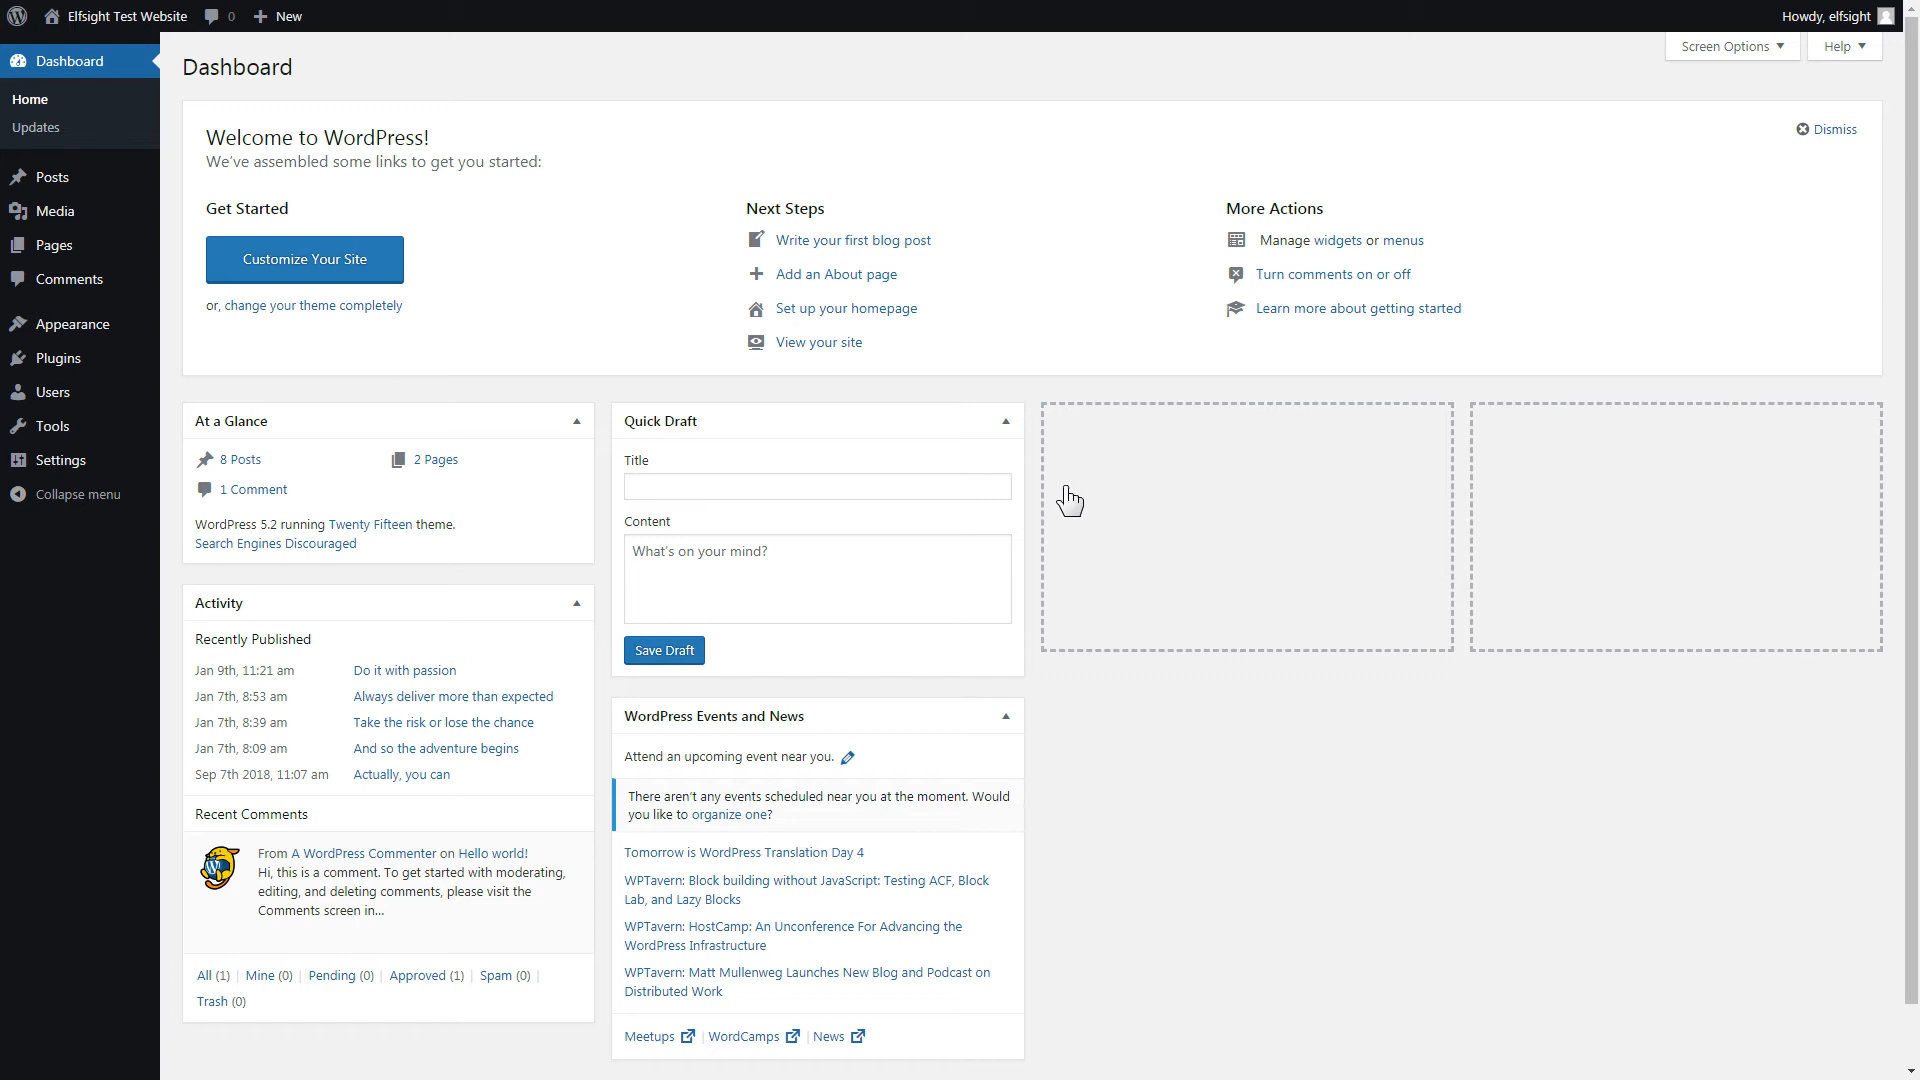 Elfsight Test Website
0
New
Howdy, elfsight
Dashboard
Home
Updates
Posts
Media
Pages
Comments
Appearance
Plugins
Users
Tools
Settings
Collapse menu
Dashboard
Screen Options
Help
Welcome to WordPress!
We've assembled some links to get you started:
Dismiss
Get Started
Customize Your Site
or, change your theme completely
Next Steps
Write your first blog post
Add an About page
Set up your homepage
View your site
More Actions
Manage widgets or menus
Turn comments on or off
Learn more about getting started
At a Glance
8 Posts
2 Pages
1 Comment
WordPress 5.2 running Twenty Fifteen theme.
Search Engines Discouraged
Activity
Recently Published
Jan 9th, 11:21 am Do it with passion
Jan 7th, 8:53 am Always deliver more than expected
Jan 7th, 8:39 am Take the risk or lose the chance
Jan 7th, 8:09 am And so the adventure begins
Sep 7th 2018, 11:07 am Actually, you can
Recent Comments
From A WordPress Commenter on Hello world!
Hi, this is a comment. To get started with moderating,
editing, and deleting comments, please visit the
Comments screen in...
All (1) | Mine (0) | Pending (0) | Approved (1) | Spam (0) |
Trash (0)
Quick Draft
Title
Content
What's on your mind?
Save Draft
WordPress Events and News
Attend an upcoming event near you.
There aren't any events scheduled near you at the moment. Would
you like to organize one?
Tomorrow is WordPress Translation Day 4
WPTavern: Block building without JavaScript: Testing ACF, Block
Lab, and Lazy Blocks
WPTavern: HostCamp: An Unconference For Advancing the
WordPress Infrastructure
WPTavern: Matt Mullenweg Launches New Blog and Podcast on
Distributed Work
Meetups | WordCamps | News